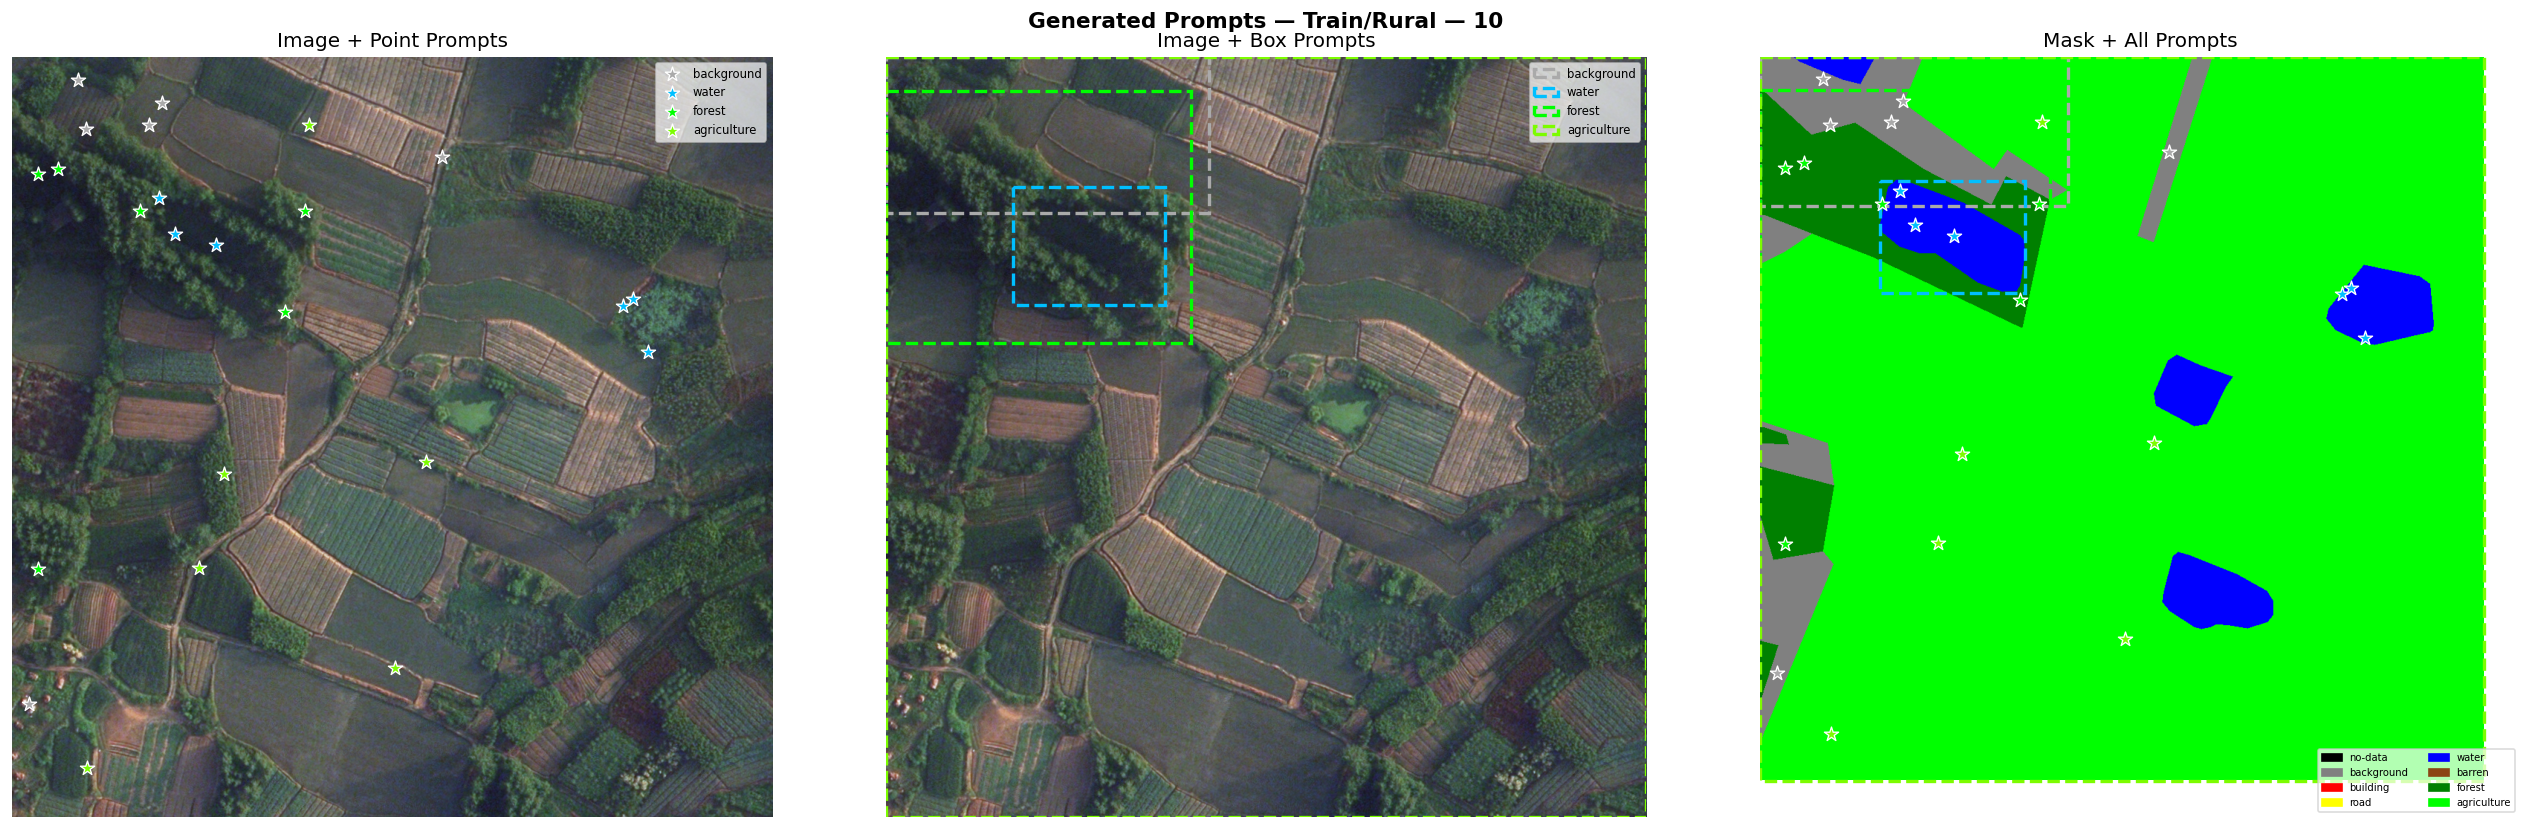 Generated Prompts — Train/Rural — 10
Image + Point Prompts
Image + Box Prompts
Mask + All Prompts
background
water
forest
agriculture
background
water
forest
agriculture
no-data
background
building
road
water
barren
forest
agriculture